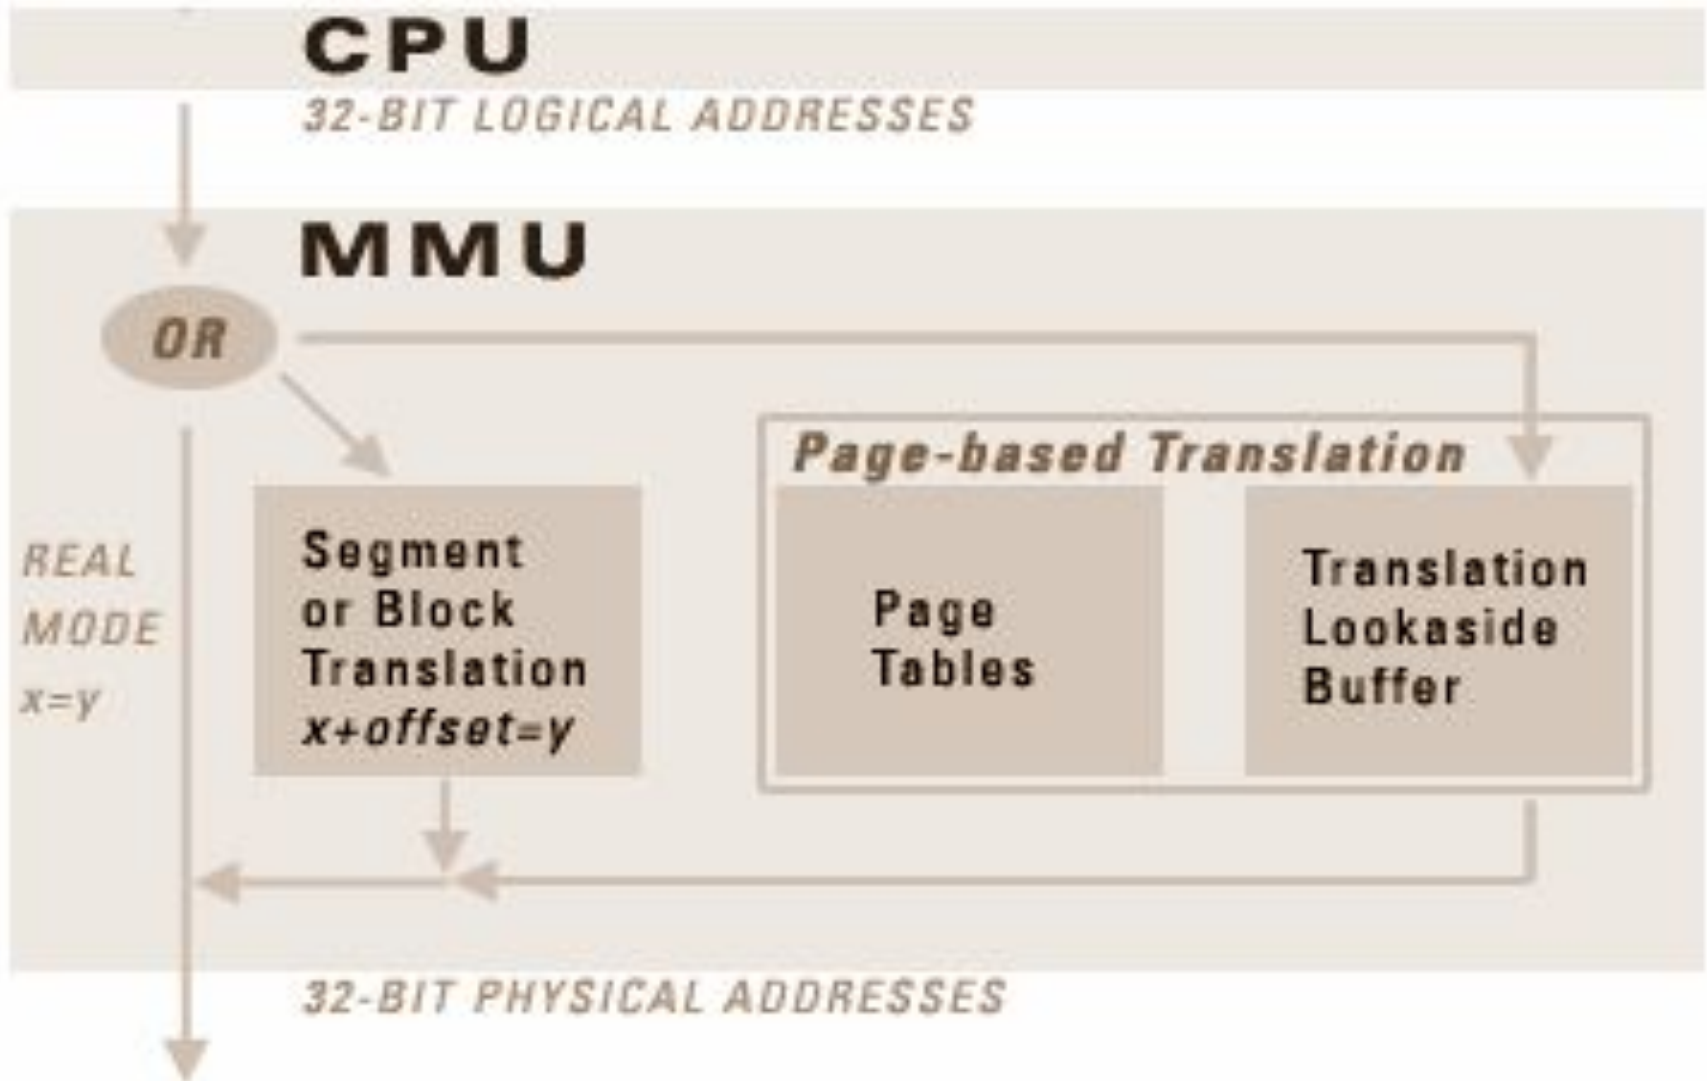 CPU
32-BIT LOGICAL ADDRESSES
MMU
OR
REAL
MODE
x=y
Segment
or Block
Translation
x+offset=y
Page-based Translation
Page
Tables
Translation
Lookaside
Buffer
32-BIT PHYSICAL ADDRESSES